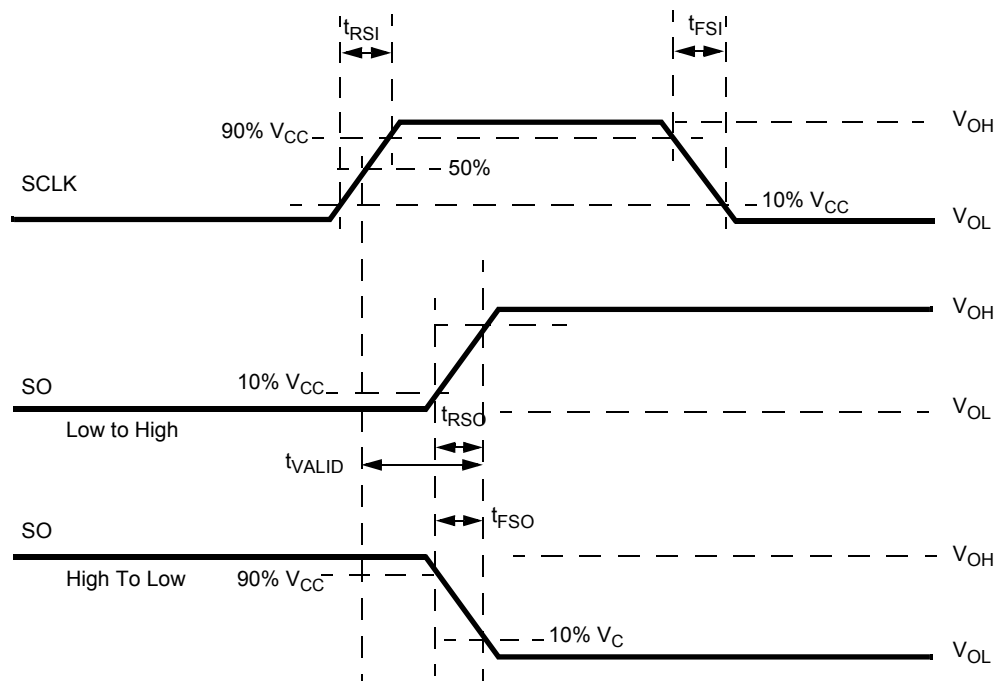 tRSI
tFSI
90% VCC
VOH
50%
SCLK
10% VCC
VOL
VOH
SO
10% VCC
tRSO
VOL
Low to High
tVALID
tFSO
SO
VOH
High To Low
90% VCC
10% VC
VOL